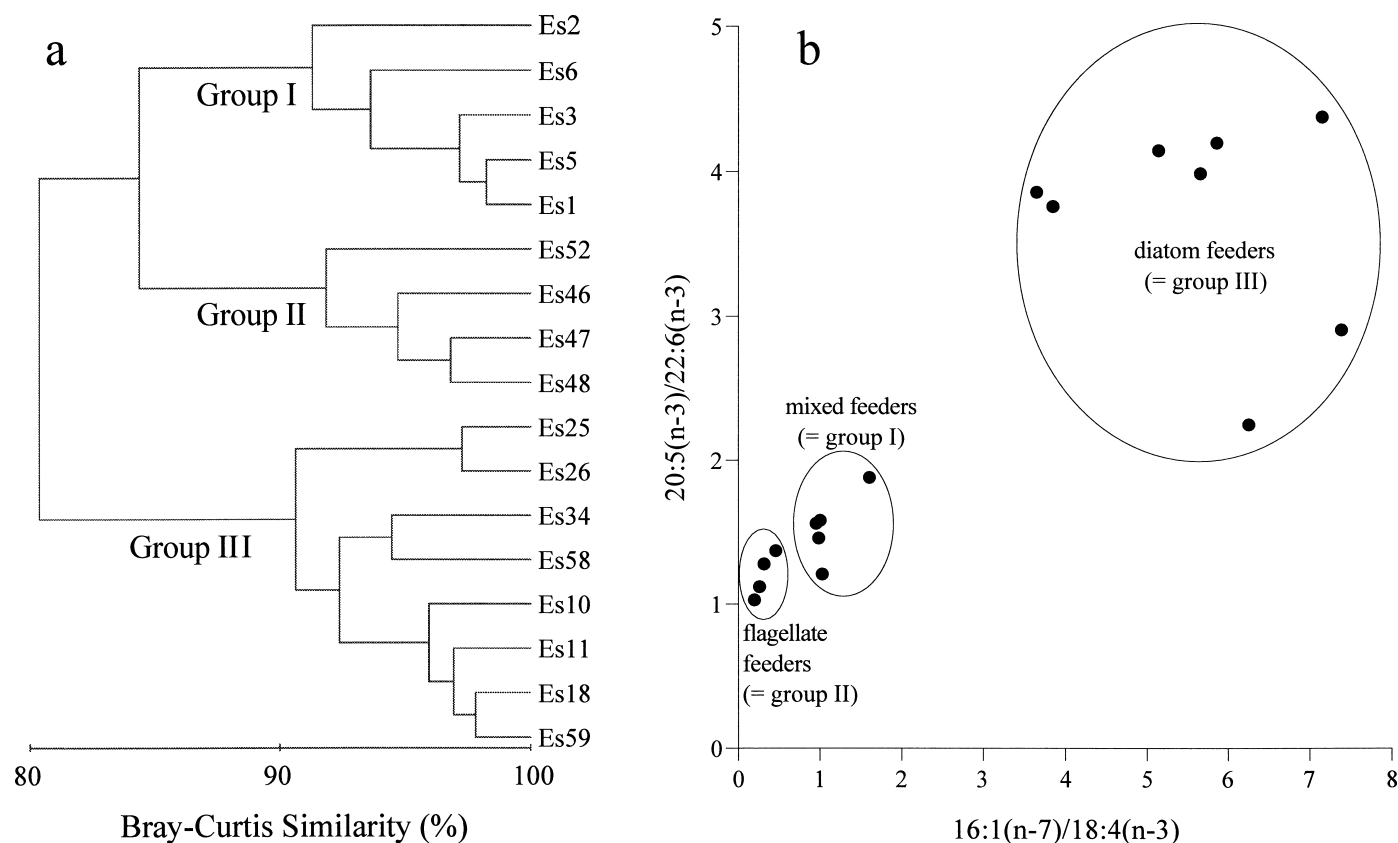 a
Es2
Es6
Group I
Es3
Es5
Es1
Es52
Es46
Group II
Es47
Es48
Es25
Es26
Es34
Group III
Es58
Es10
Es11
Es18
Es59
80 90 100
Bray-Curtis Similarity (%)
b
5
4
3
2
1
0
20:5(n-3)/22:6(n-3)
diatom feeders
(= group III)
mixed feeders
(= group I)
flagellate
feeders
(= group II)
0 1 2 3 4 5 6 7 8
16:1(n-7)/18:4(n-3)